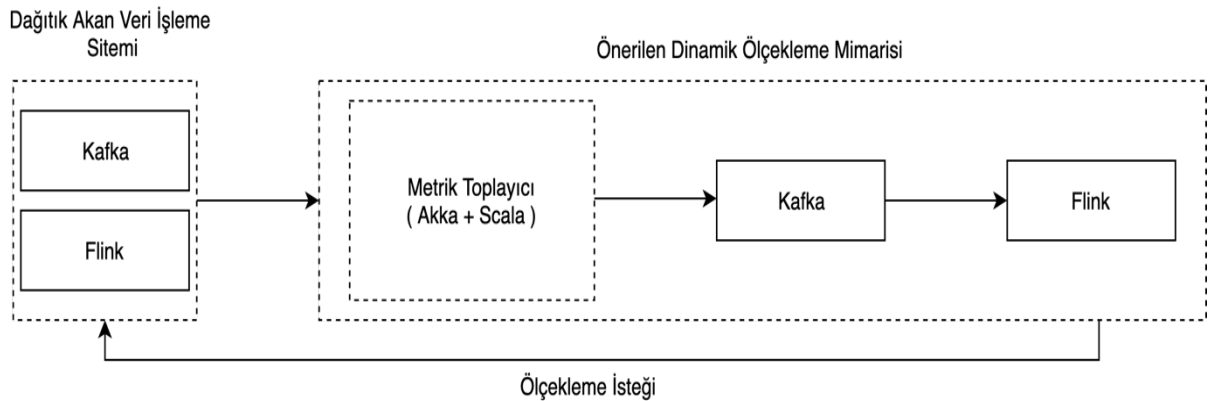 Dağıtık Akan Veri İşleme
Sitemi
Kafka
Flink
Önerilen Dinamik Ölçekleme Mimarisi
Metrik Toplayıcı
( Akka + Scala )
Kafka
Flink
Ölçekleme İsteği